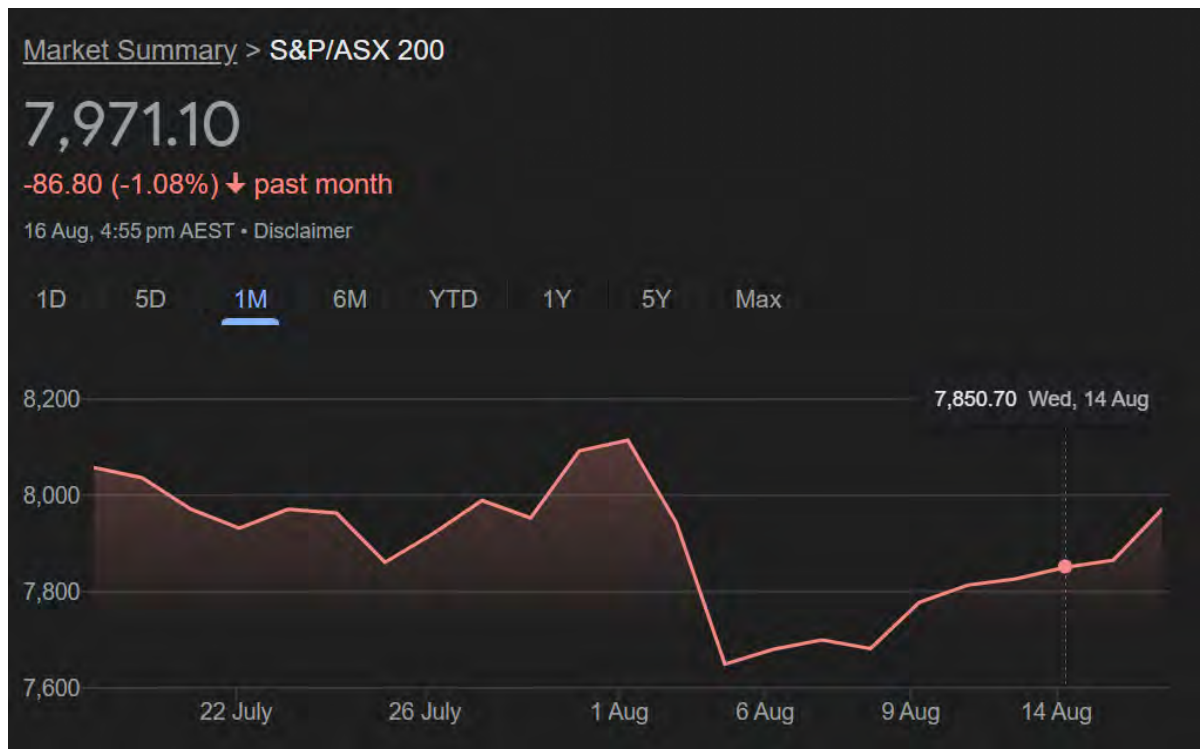 Market Summary > S&P/ASX 200
7,971.10
-86.80 (-1.08%) ↓ past month
16 Aug, 4:55 pm AEST • Disclaimer
1D 5D 1M 6M YTD 1Y 5Y Max
8,200
7,850.70 Wed, 14 Aug
8,000
7,800
7,600
22 July 26 July 1 Aug 6 Aug 9 Aug 14 Aug